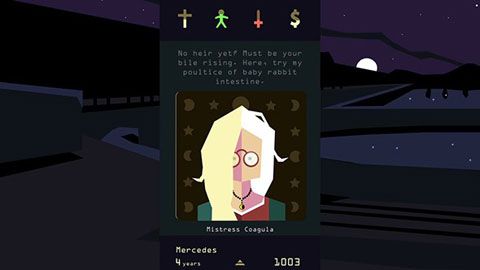 No heir yet? Must be your
bile rising. Here, try my
poultice of baby rabbit
intestine.
Mistress Coagula
Mercedes
4 years
1003